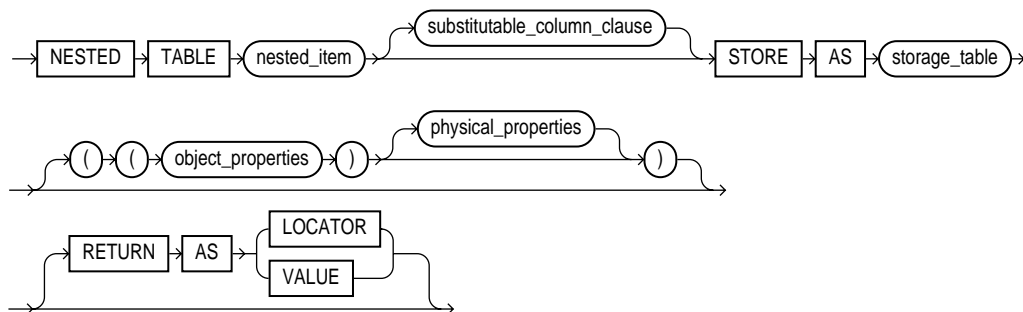 substitutable_column_clause
NESTED TABLE nested_item STORE AS storage_table
physical_properties
( ( object_properties ) )
LOCATOR
RETURN AS
VALUE